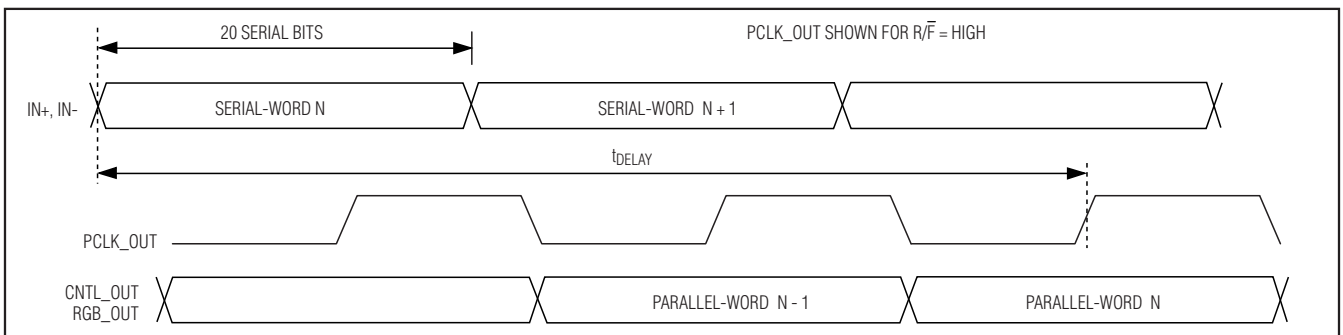 20 SERIAL BITS
PCLK_OUT SHOWN FOR R/F̅ = HIGH
IN+, IN-
SERIAL-WORD N
SERIAL-WORD N + 1
tDELAY
PCLK_OUT
CNTL_OUT
RGB_OUT
PARALLEL-WORD N - 1
PARALLEL-WORD N